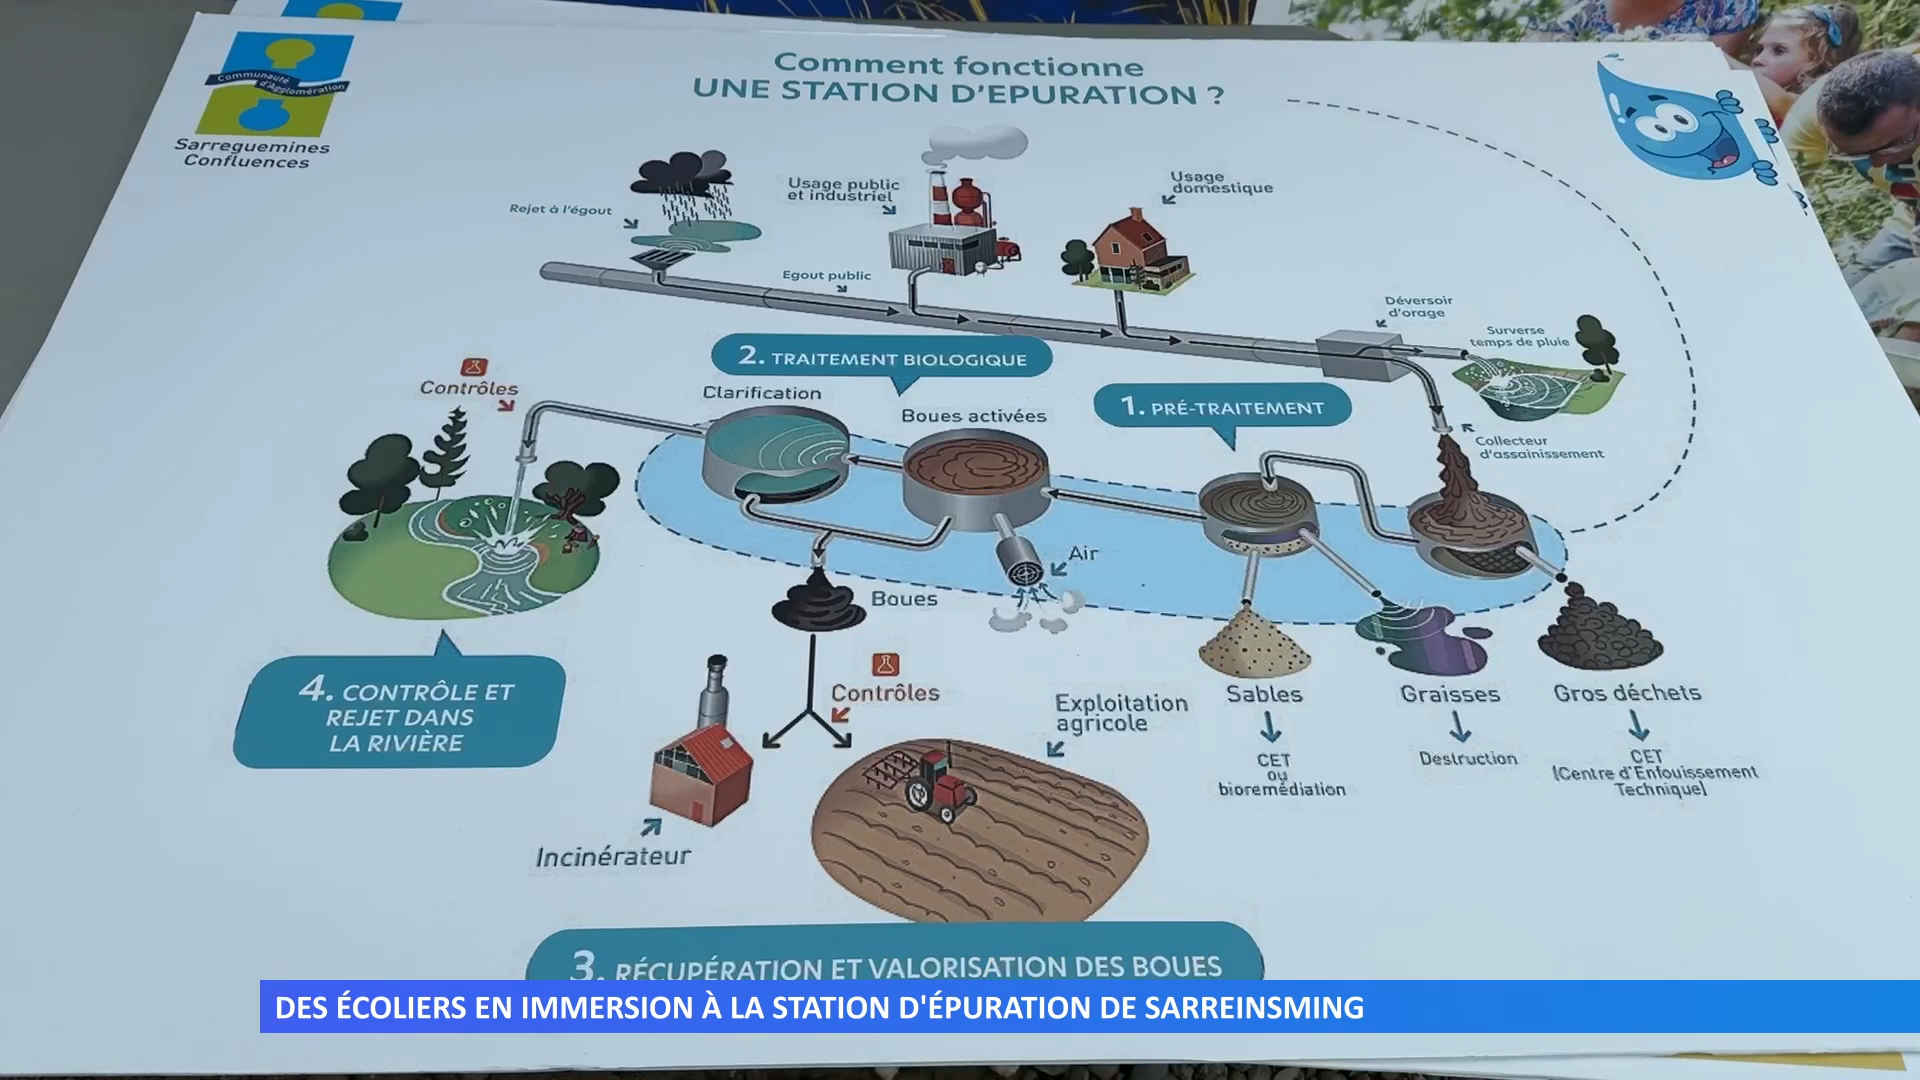 Communauté
d'Agglomération
Sarreguemines
Confluences
Comment fonctionne
UNE STATION D'EPURATION ?
Rejet à l'égout
Usage public
et industriel
Usage
domestique
Egout public
Déversoir
d'orage
Surverse
temps de pluie
2. TRAITEMENT BIOLOGIQUE
1. PRÉ-TRAITEMENT
Contrôles
Clarification
Boues activées
Collecteur
d'assainissement
Air
Boues
4. CONTRÔLE ET
REJET DANS
LA RIVIÈRE
Contrôles
Exploitation
agricole
Sables
Graisses
Gros déchets
CET
ou
bioremédiation
Destruction
CET
(Centre d'Enfouissement
Technique)
Incinérateur
3. RÉCUPÉRATION ET VALORISATION DES BOUES
DES ÉCOLIERS EN IMMERSION À LA STATION D'ÉPURATION DE SARREINSMING